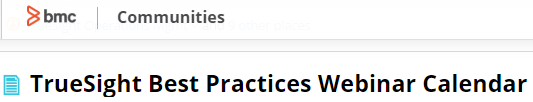 bmc Communities
TrueSight Best Practices Webinar Calendar